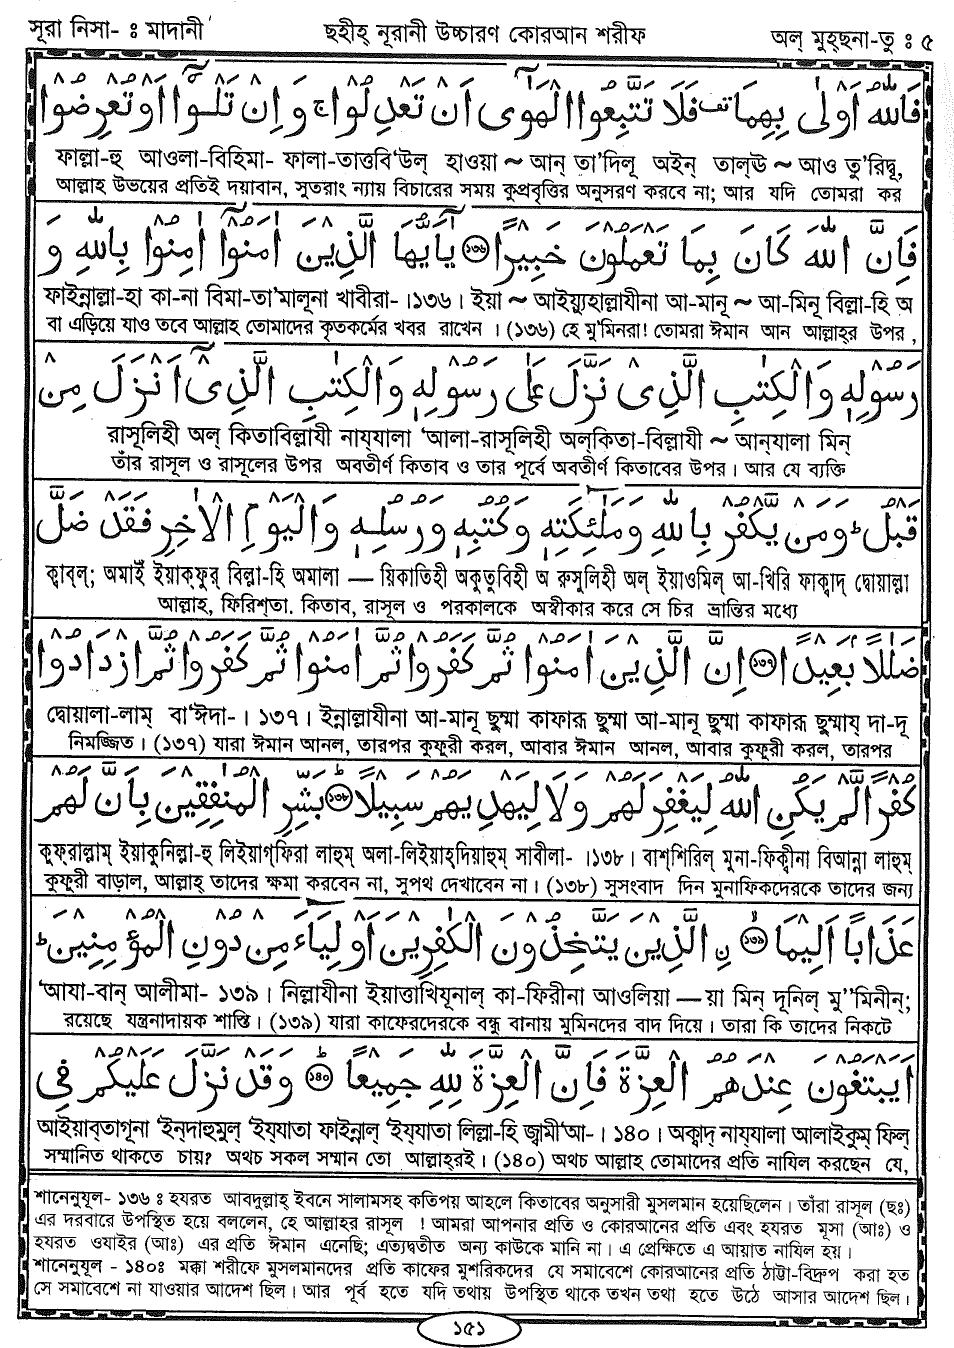 সূরা নিসা- ঃ মাদানী
ছহীহ্ নূরানী উচ্চারণ কোরআন শরীফ
অল্ মুহ্ছনা-তু ঃ ৫
فَاللّٰهُ اَوْلٰى بِهِمَا قف فَلَا تَتَّبِعُوا الْهَوٰٓى اَنْ تَعْدِلُوْا ج وَاِنْ تَلْوٗٓا اَوْ تُعْرِضُوْا
ফাল্লা-হু আওলা-বিহিমা- ফালা-তাত্তবি‘উল্ হাওয়া ~ আন্ তা’দিলূ অইন্ তাল্ঊ ~ আও তু’রিদ্বূ,
আল্লাহ উভয়ের প্রতিই দয়াবান, সুতরাং ন্যায় বিচারের সময় কুপ্রবৃত্তির অনুসরণ করবে না; আর যদি তোমরা কর
فَاِنَّ اللّٰهَ كَانَ بِمَا تَعْمَلُوْنَ خَبِيْرًا ﴿১৩৬﴾ يٰٓاَيُّهَا الَّذِيْنَ اٰمَنُوْٓا اٰمِنُوْا بِاللّٰهِ وَ
ফাইন্নাল্লা-হা কা-না বিমা-তা’মালূনা খাবীরা-। ১৩৬। ইয়া ~ আইয়্যুহাল্লাযীনা আ-মানূ ~ আ-মিনূ বিল্লা-হি অ
বা এড়িয়ে যাও তবে আল্লাহ তোমাদের কৃতকর্মের খবর রাখেন । (১৩৬) হে মু’মিনরা! তোমরা ঈমান আন আল্লাহ্‌র উপর ,
رَسُوْلِهٖ وَالْكِتٰبِ الَّذِىْ نَزَّلَ عَلٰى رَسُوْلِهٖ وَالْكِتٰبِ الَّذِىْٓ اَنْزَلَ مِنْ
রাসূলিহী অল্ কিতাবিল্লাযী নায্‌যালা ‘আলা-রাসূলিহী অল্‌কিতা-বিল্লাযী ~ আন্‌যালা মিন্
তাঁর রাসূল ও রাসূলের উপর অবতীর্ণ কিতাব ও তার পূর্বে অবতীর্ণ কিতাবের উপর। আর যে ব্যক্তি
قَبْلُ ط وَمَنْ يَّكْفُرْ بِاللّٰهِ وَمَلٰٓئِكَتِهٖ وَكُتُبِهٖ وَرُسُلِهٖ وَالْيَوْمِ الْاٰخِرِ فَقَدْ ضَلَّ
ক্বাব্‌ল্; অমাইঁ ইয়াক্‌ফুর্ বিল্লা-হি অমালা — য়িকাতিহী অকুতুবিহী অ রুসুলিহী অল্ ইয়াওমিল্ আ-খিরি ফাক্বাদ্ দ্বোয়াল্লা
আল্লাহ, ফিরিশ্‌তা. কিতাব, রাসূল ও পরকালকে অস্বীকার করে সে চির ভ্রান্তির মধ্যে
ضَلٰلًا بَعِيْدًا ﴿১৩৭﴾ اِنَّ الَّذِيْنَ اٰمَنُوْا ثُمَّ كَفَرُوْا ثُمَّ اٰمَنُوْا ثُمَّ كَفَرُوْا ثُمَّ ازْدَادُوْا
দ্বোয়ালা-লাম্ বা‘ঈদা-। ১৩৭। ইন্নাল্লাযীনা আ-মানূ ছুম্মা কাফারূ ছুম্মা আ-মানূ ছুম্মা কাফারূ ছুম্মায্ দা-দূ
নিমজ্জিত। (১৩৭) যারা ঈমান আনল, তারপর কুফুরী করল, আবার ঈমান আনল, আবার কুফুরী করল, তারপর
كُفْرًا لَّمْ يَكُنِ اللّٰهُ لِيَغْفِرَ لَهُمْ وَلَا لِيَهْدِيَهُمْ سَبِيْلًا ط ﴿১৩৮﴾ بَشِّرِ الْمُنٰفِقِيْنَ بِاَنَّ لَهُمْ
কুফ্‌রাল্লাম্ ইয়াকুনিল্লা-হু লিইয়াগ্‌ফিরা লাহুম্ অলা-লিইয়াহ্‌দিয়াহুম্ সাবীলা-। ১৩৮। বাশ্‌শিরিল্ মুনা-ফিক্বীনা বিআন্না লাহুম্
কুফুরী বাড়াল, আল্লাহ্ তাদের ক্ষমা করবেন না, সুপথ দেখাবেন না। (১৩৮) সুসংবাদ দিন মুনাফিকদেরকে তাদের জন্য
عَذَابًا اَلِيْمًا ﴿১৩৯﴾ نِ الَّذِيْنَ يَتَّخِذُوْنَ الْكٰفِرِيْنَ اَوْلِيَآءَ مِنْ دُوْنِ الْمُؤْمِنِيْنَ ط
‘আযা-বান্ আলীমা- ১৩৯। নিল্লাযীনা ইয়াত্তাখিযূনাল্ কা-ফিরীনা আওলিয়া — য়া মিন্ দূনিল্ মু’’মিনীন্;
রয়েছে যন্ত্রনাদায়ক শাস্তি। (১৩৯) যারা কাফেরদেরকে বন্ধু বানায় মুমিনদের বাদ দিয়ে। তারা কি তাদের নিকটে
اَيَبْتَغُوْنَ عِنْدَهُمُ الْعِزَّةَ فَاِنَّ الْعِزَّةَ لِلّٰهِ جَمِيْعًا ط ﴿১৪০﴾ وَقَدْ نَزَّلَ عَلَيْكُمْ فِى
আইয়াব্‌তাগূনা ‘ইন্‌দাহুমুল্ ‘ইয্‌যাতা ফাইন্নাল্ ‘ইয্‌যাতা লিল্লা-হি জ্বামী‘আ-। ১৪০। অক্বাদ্ নায্‌যালা আলাইকুম্ ফিল্
সম্মানিত থাকতে চায়? অথচ সকল সম্মান তো আল্লাহ্‌রই। (১৪০) অথচ আল্লাহ তোমাদের প্রতি নাযিল করছেন যে,
শানেনুযূল- ১৩৬ ঃ হযরত আবদুল্লাহ্ ইবনে সালামসহ কতিপয় আহলে কিতাবের অনুসারী মুসলমান হয়েছিলেন। তাঁরা রাসূল (ছঃ)
এর দরবারে উপস্থিত হয়ে বললেন, হে আল্লাহর রাসূল ! আমরা আপনার প্রতি ও কোরআনের প্রতি এবং হযরত মূসা (আঃ) ও
হযরত ওযাইর (আঃ) এর প্রতি ঈমান এনেছি; এতদ্ব্যতীত অন্য কাউকে মানি না। এ প্রেক্ষিতে এ আয়াত নাযিল হয়।
শানেনুযূল - ১৪০ঃ মক্কা শরীফে মুসলমানদের প্রতি কাফের মুশরিকদের যে সমাবেশে কোরআনের প্রতি ঠাট্টা-বিদ্রূপ করা হত
সে সমাবেশে না যাওয়ার আদেশ ছিল। আর পূর্ব হতে যদি তথায় উপস্থিত থাকে তখন তথা হতে উঠে আসার আদেশ ছিল।
১৫১